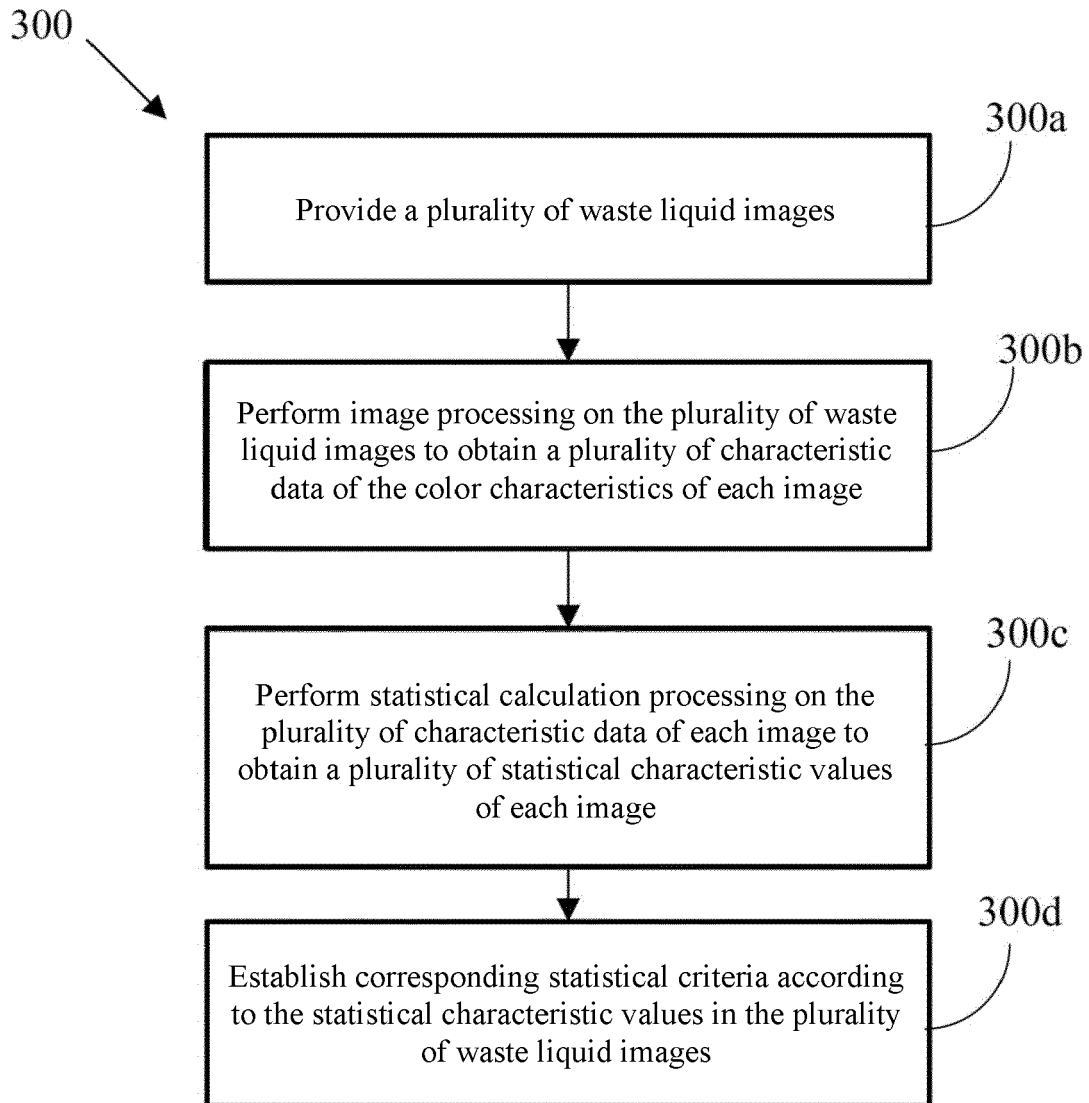 300
300a
Provide a plurality of waste liquid images
300b
Perform image processing on the plurality of waste
liquid images to obtain a plurality of characteristic
data of the color characteristics of each image
300c
Perform statistical calculation processing on the
plurality of characteristic data of each image to
obtain a plurality of statistical characteristic values
of each image
300d
Establish corresponding statistical criteria according
to the statistical characteristic values in the plurality
of waste liquid images